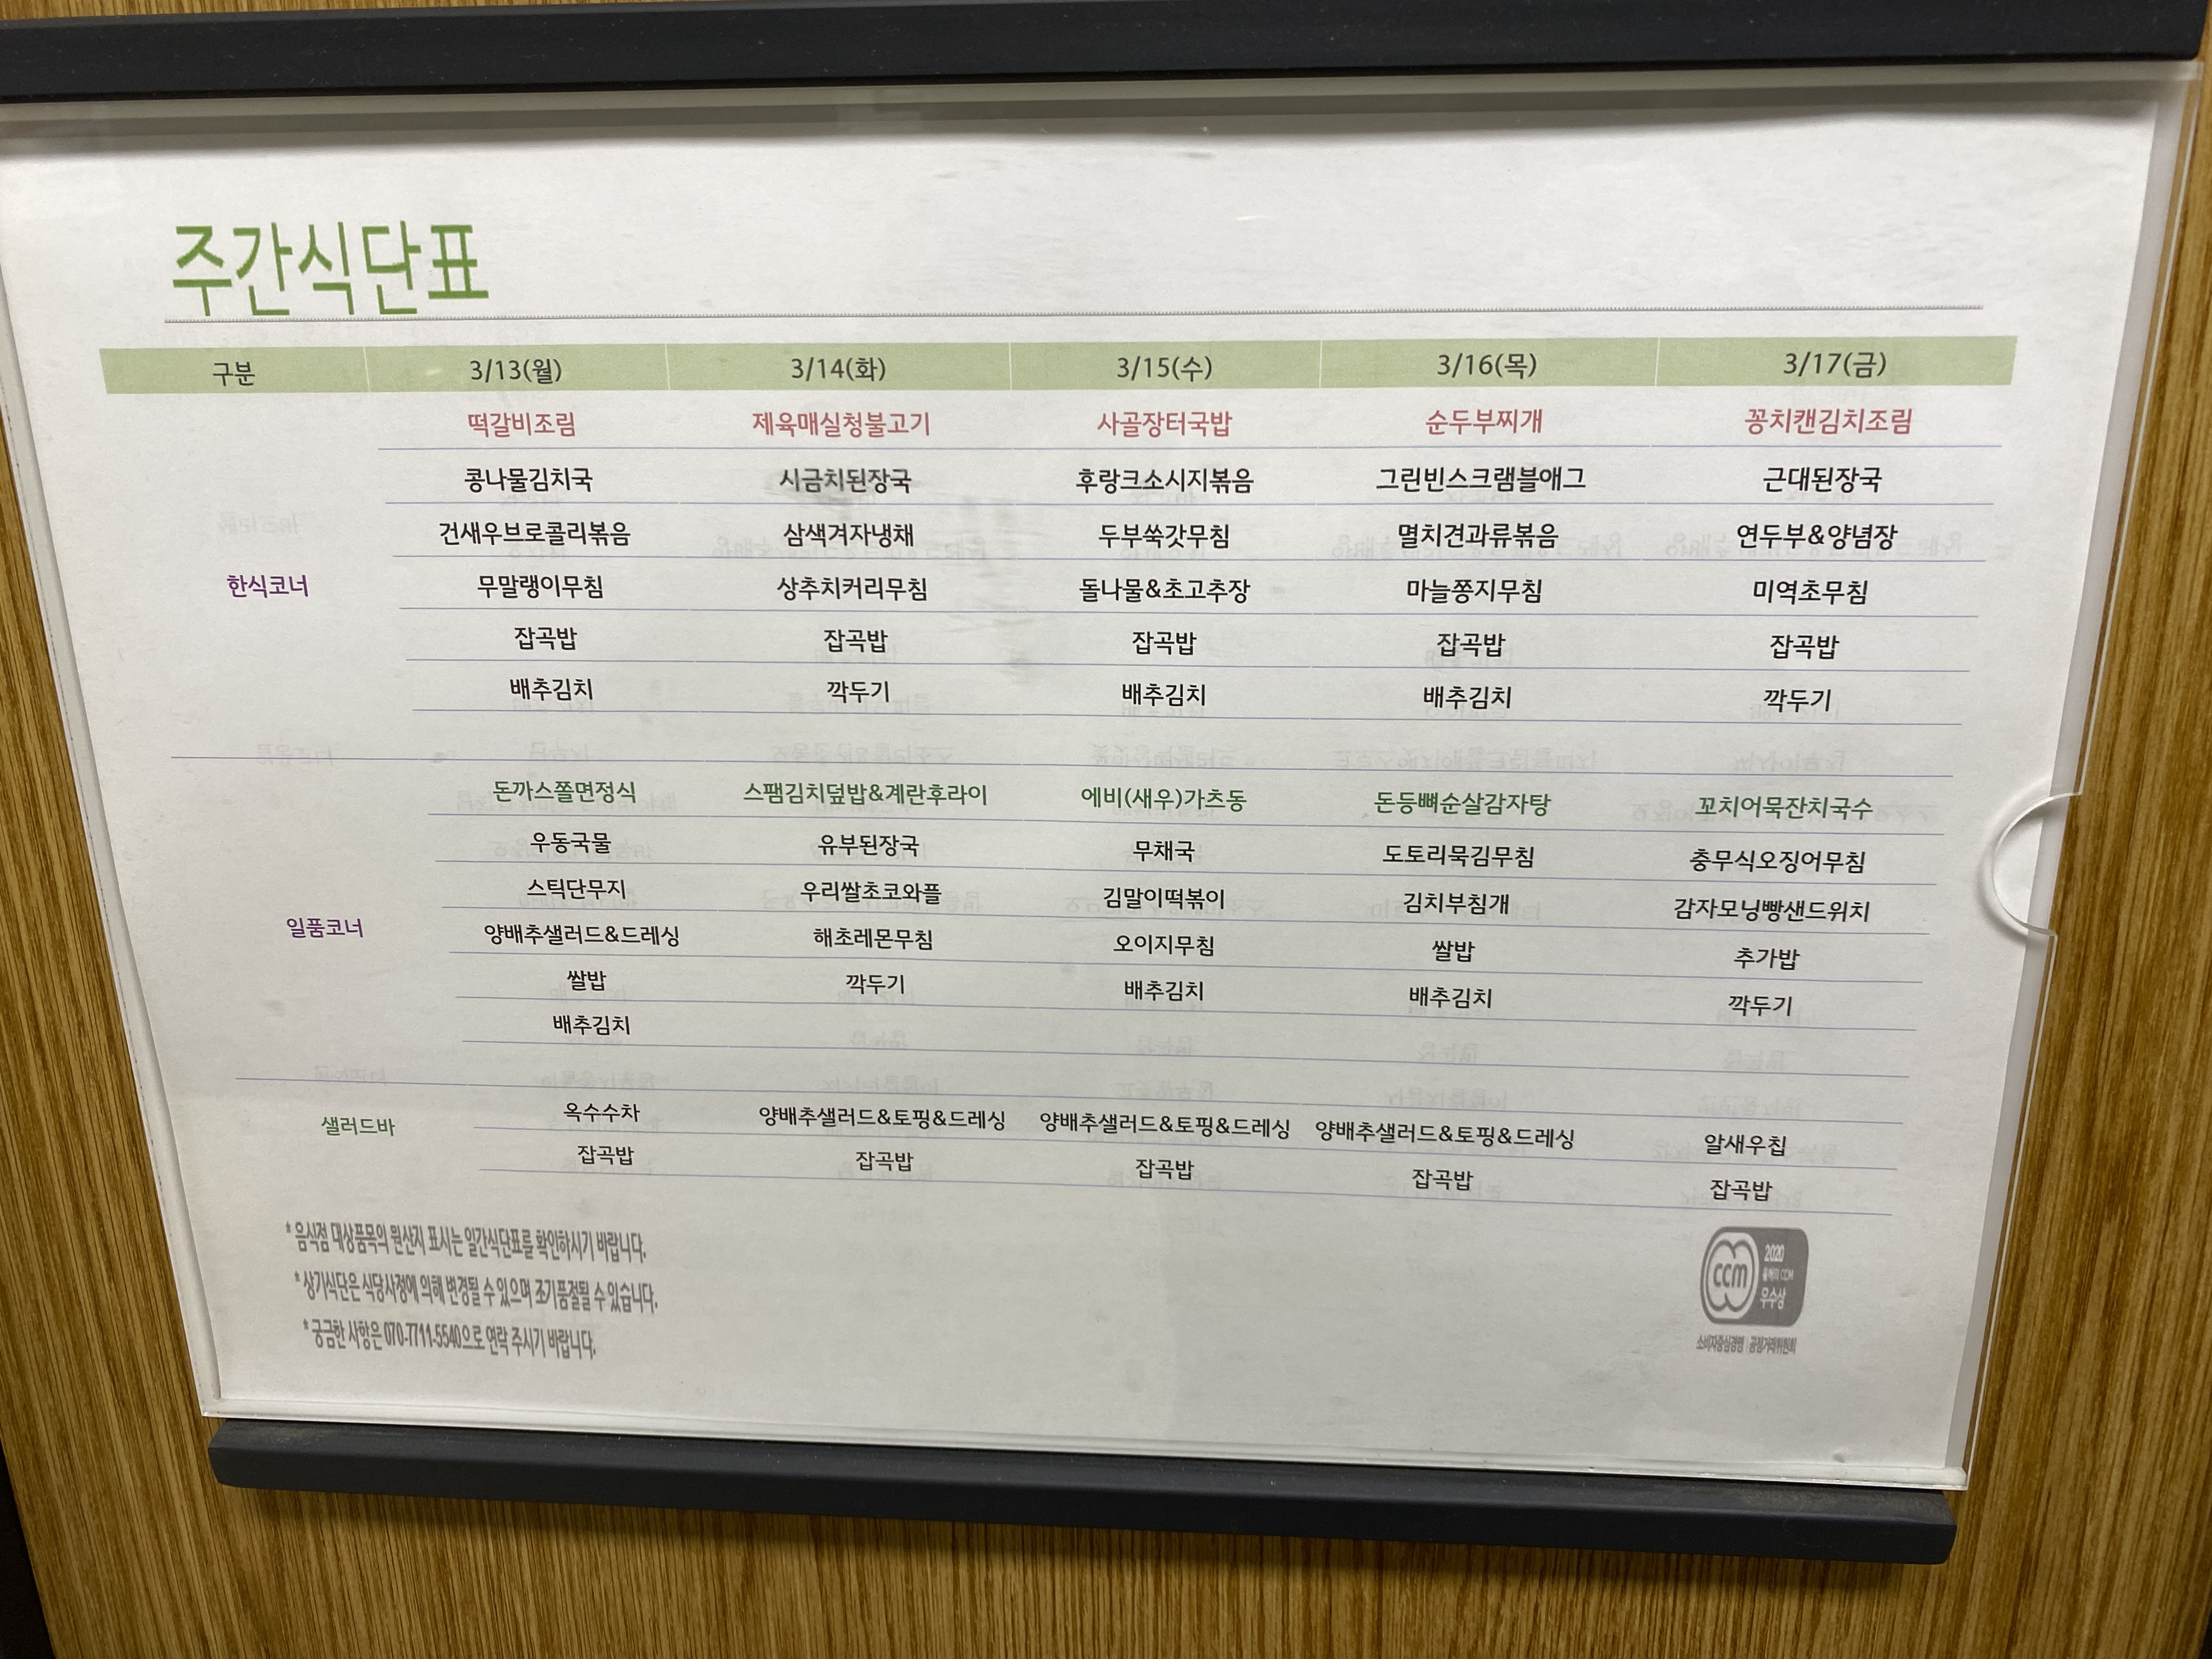 주간식단표
구분 3/13(월) 3/14(화) 3/15(수) 3/16(목) 3/17(금)
떡갈비조림 제육매실청불고기 사골장터국밥 순두부찌개 꽁치캔김치조림
콩나물김치국 시금치된장국 후랑크소시지볶음 그린빈스크램블애그 근대된장국
건새우브로콜리볶음 삼색겨자냉채 두부쑥갓무침 멸치견과류볶음 연두부&양념장
한식코너 무말랭이무침 상추치커리무침 돌나물&초고추장 마늘쫑지무침 미역초무침
잡곡밥 잡곡밥 잡곡밥 잡곡밥 잡곡밥
배추김치 깍두기 배추김치 배추김치 깍두기
돈까스쫄면정식 스팸김치덮밥&계란후라이 에비(새우)가츠동 돈등뼈순살감자탕 꼬치어묵잔치국수
우동국물 유부된장국 무채국 도토리묵김무침 충무식오징어무침
스틱단무지 우리쌀초코와플 김말이떡볶이 김치부침개 감자모닝빵샌드위치
일품코너 양배추샐러드&드레싱 해초레몬무침 오이지무침 쌀밥 추가밥
쌀밥 깍두기 배추김치 배추김치 깍두기
배추김치
샐러드바 옥수수차 양배추샐러드&토핑&드레싱 양배추샐러드&토핑&드레싱 양배추샐러드&토핑&드레싱 알새우칩
잡곡밥 잡곡밥 잡곡밥 잡곡밥 잡곡밥
* 음식점 대상품목의 원산지 표시는 일간식단표를 확인하시기 바랍니다.
* 상기식단은 식당사정에 의해 변경될 수 있으며 조기품절될 수 있습니다.
* 궁금한 사항은 070-7711-5540으로 연락 주시기 바랍니다.
ccm
2020
CCM
우수상
소비자중심경영 공정거래위원회